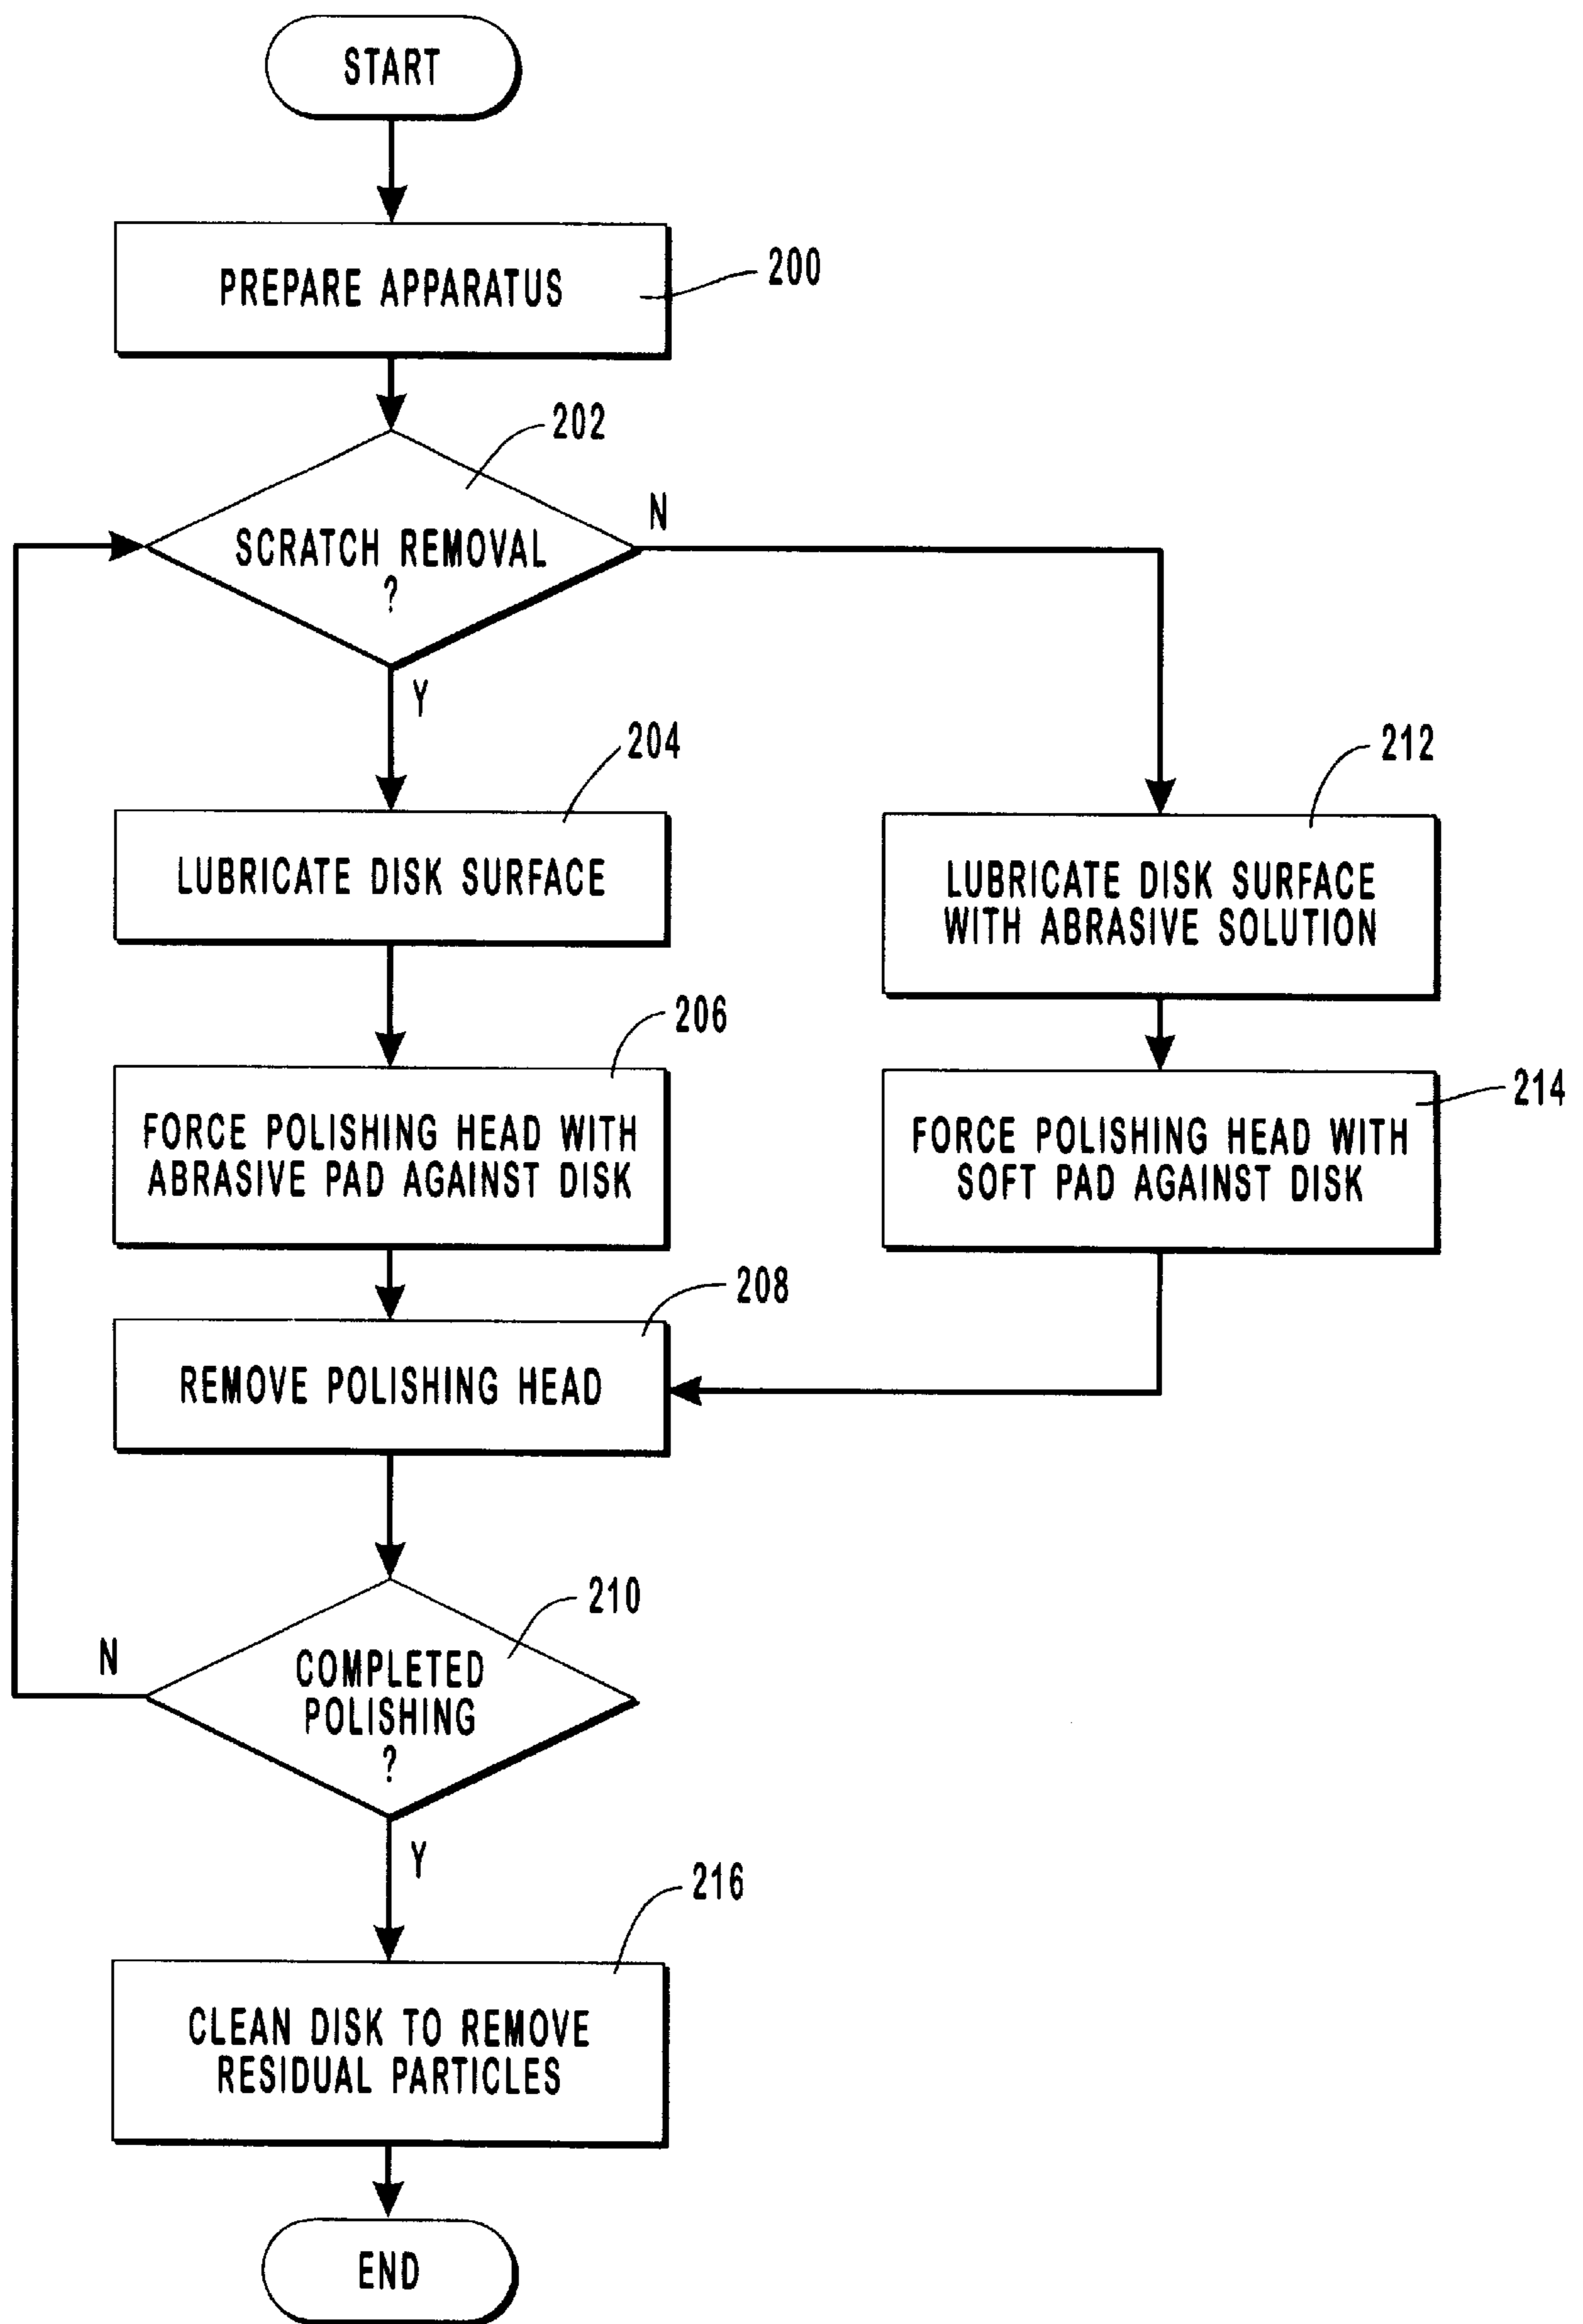 START
PREPARE APPARATUS
200
202
SCRATCH REMOVAL
?
N
Y
204
LUBRICATE DISK SURFACE
212
LUBRICATE DISK SURFACE
WITH ABRASIVE SOLUTION
206
FORCE POLISHING HEAD WITH
ABRASIVE PAD AGAINST DISK
214
FORCE POLISHING HEAD WITH
SOFT PAD AGAINST DISK
208
REMOVE POLISHING HEAD
210
COMPLETED
POLISHING
?
N
Y
216
CLEAN DISK TO REMOVE
RESIDUAL PARTICLES
END